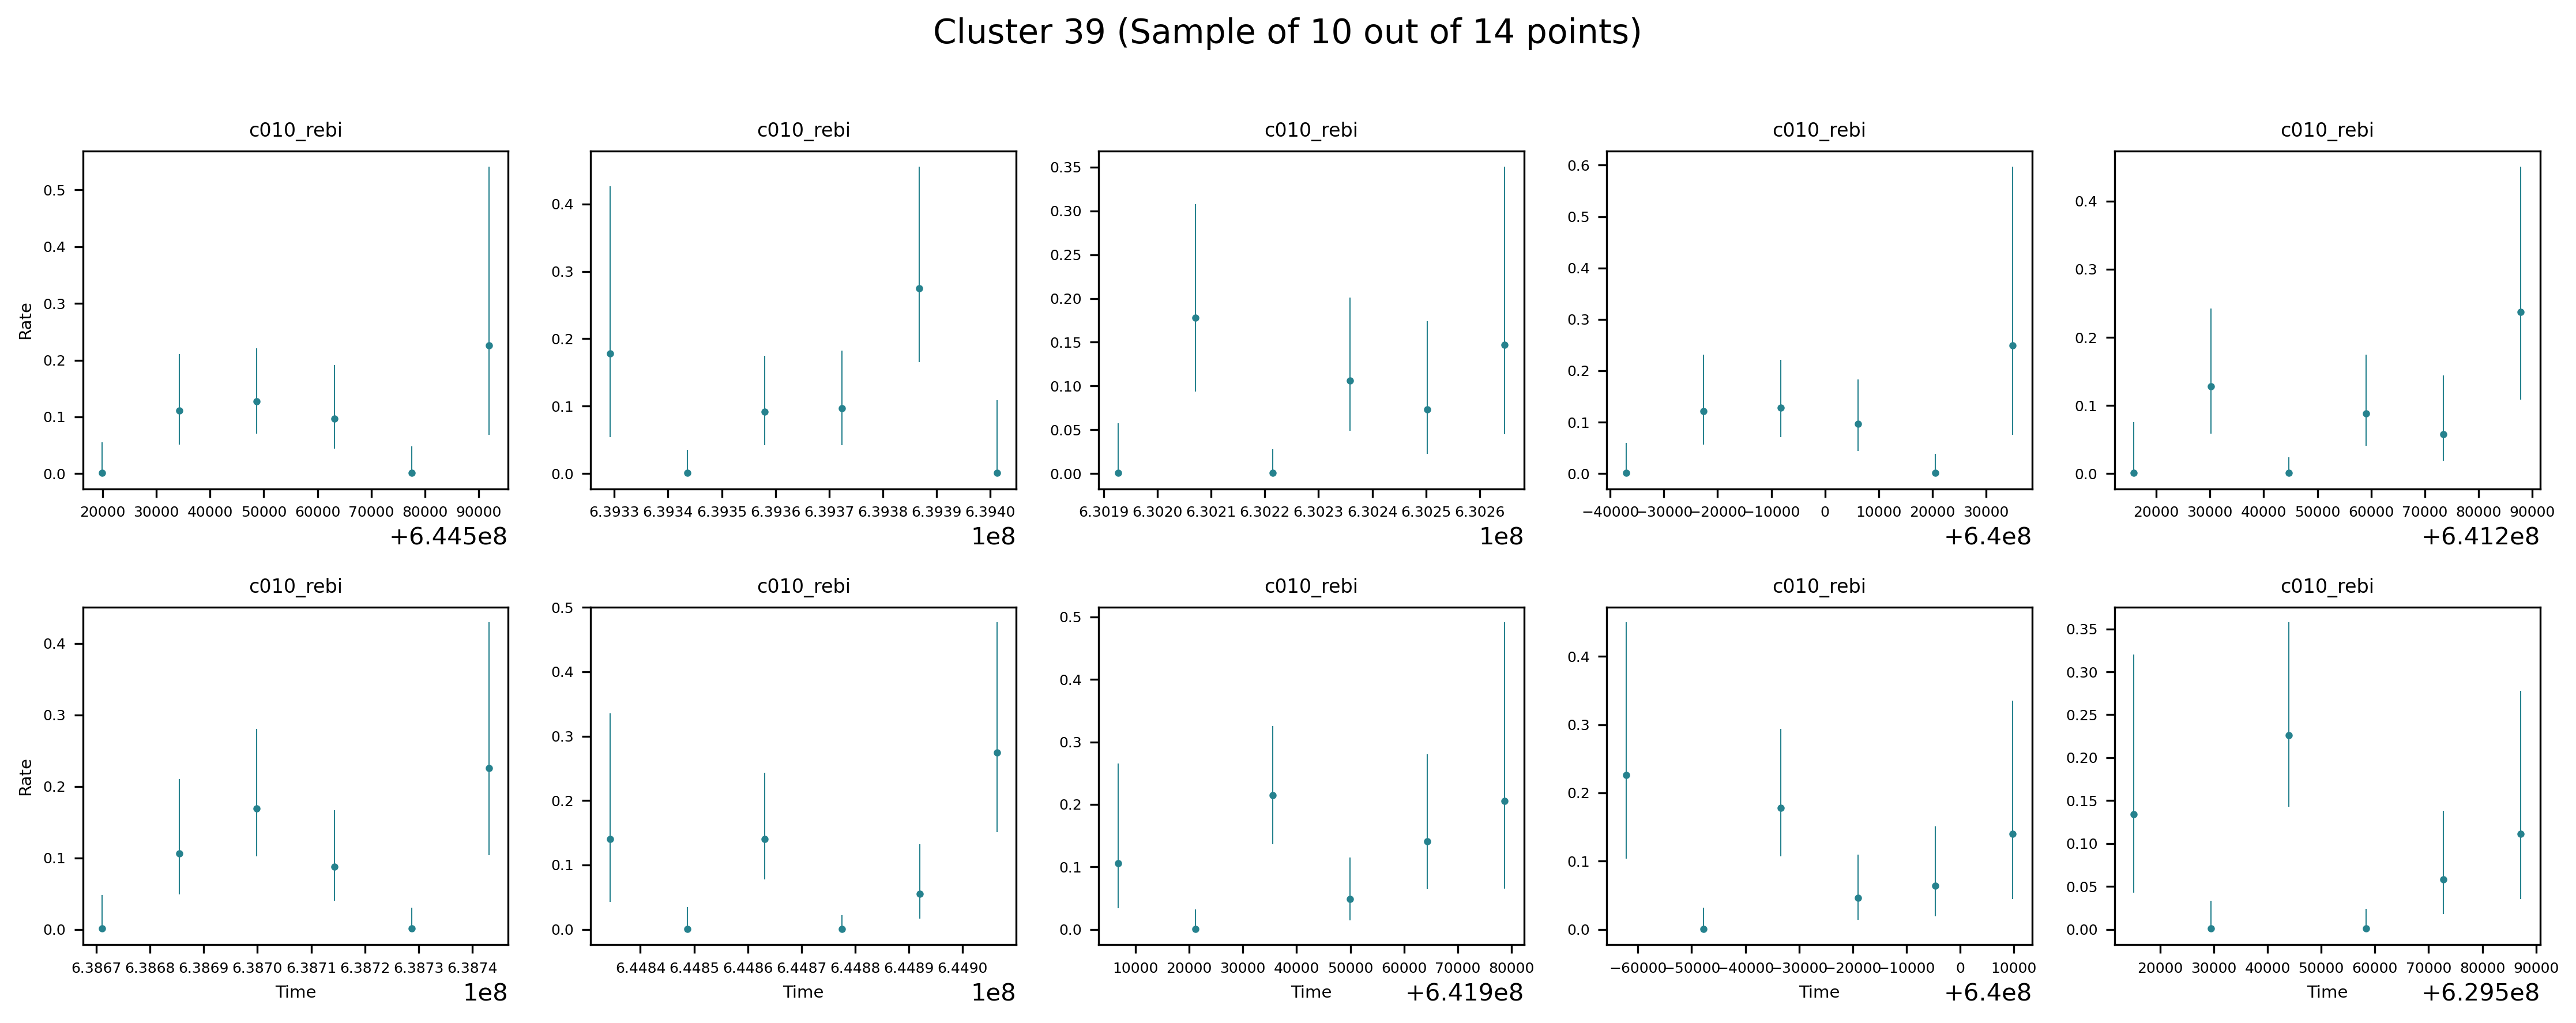 Cluster 39 (Sample of 10 out of 14 points)
c010_rebi c010_rebi c010_rebi c010_rebi c010_rebi
Rate
0.5 0.4 0.3 0.2 0.1 0.0
20000 30000 40000 50000 60000 70000 80000 90000
+6.445e8
0.4 0.3 0.2 0.1 0.0
6.3933 6.3934 6.3935 6.3936 6.3937 6.3938 6.3939 6.3940
1e8
0.35 0.30 0.25 0.20 0.15 0.10 0.05 0.00
6.3019 6.3020 6.3021 6.3022 6.3023 6.3024 6.3025 6.3026
1e8
0.6 0.5 0.4 0.3 0.2 0.1 0.0
−40000 −30000 −20000 −10000 0 10000 20000 30000
+6.4e8
0.4 0.3 0.2 0.1 0.0
20000 30000 40000 50000 60000 70000 80000 90000
+6.412e8
c010_rebi c010_rebi c010_rebi c010_rebi c010_rebi
Rate
0.4 0.3 0.2 0.1 0.0
6.3867 6.3868 6.3869 6.3870 6.3871 6.3872 6.3873 6.3874
Time
1e8
0.5 0.4 0.3 0.2 0.1 0.0
6.4484 6.4485 6.4486 6.4487 6.4488 6.4489 6.4490
Time
1e8
0.5 0.4 0.3 0.2 0.1 0.0
10000 20000 30000 40000 50000 60000 70000 80000
Time
+6.419e8
0.4 0.3 0.2 0.1 0.0
−60000 −50000 −40000 −30000 −20000 −10000 0 10000
Time
+6.4e8
0.35 0.30 0.25 0.20 0.15 0.10 0.05 0.00
20000 30000 40000 50000 60000 70000 80000 90000
Time
+6.295e8